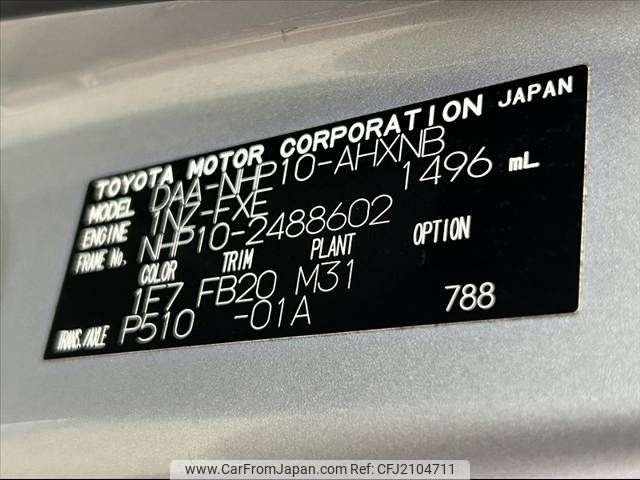 TOYOTA MOTOR CORPORATION JAPAN
MODEL DAA-NHP10-AHXNB
ENGINE 1NZ-FXE 1496 mL
FRAME No. NHP10-2488602
COLOR TRIM PLANT OPTION
1F7 FB20 M31
TRANS./AXLE P510 -01A 788
www.CarFromJapan.com - ID: CFJ2104711